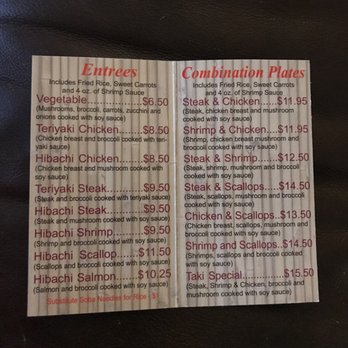 Entrees
Includes Fried Rice, Sweet Carrots
and 4 oz. of Shrimp Sauce
Vegetable..............$6.50
(Mushrooms, broccoli, carrots, zucchini and
onions cooked with soy sauce)
Teriyaki Chicken.......$8.50
(Chicken breast and broccoli cooked with teri-
yaki sauce)
Hibachi Chicken........$8.50
(Chicken breast and mushroom cooked with
soy sauce)
Teriyaki Steak..........$9.50
(Steak and broccoli cooked with teriyaki sauce)
Hibachi Steak..........$9.50
(Steak and mushroom cooked with soy sauce)
Hibachi Shrimp........$9.50
(Shrimp and broccoli cooked with soy sauce)
Hibachi Scallop.......$11.50
(Scallops and broccoli cooked with soy sauce)
Hibachi Salmon.......$10.25
(Salmon and broccoli cooked with soy sauce)
Substitute Soba Noodles for Rice - $1
Combination Plates
Includes Fried Rice, Sweet Carrots
and 4 oz. of Shrimp Sauce
Steak & Chicken.....$11.95
(Steak, chicken breast and mushroom
cooked with soy sauce)
Shrimp & Chicken....$11.95
(Shrimp, chicken breast, mushroom and
broccoli cooked with soy sauce)
Steak & Shrimp.......$12.50
(Steak, shrimp, mushroom and broccoli
cooked with soy sauce)
Steak & Scallops.....$14.50
(Steak, scallops, mushroom and broccoli
cooked with soy sauce)
Chicken & Scallops..$13.50
(Chicken breast, scallops, mushroom and
broccoli cooked with soy sauce)
Shrimp and Scallops..$14.50
(Shrimps, scallops and broccoli cooked
with soy sauce)
Taki Special............$15.50
(Steak, Shrimp & Chicken, broccoli and
mushroom cooked with soy sauce)